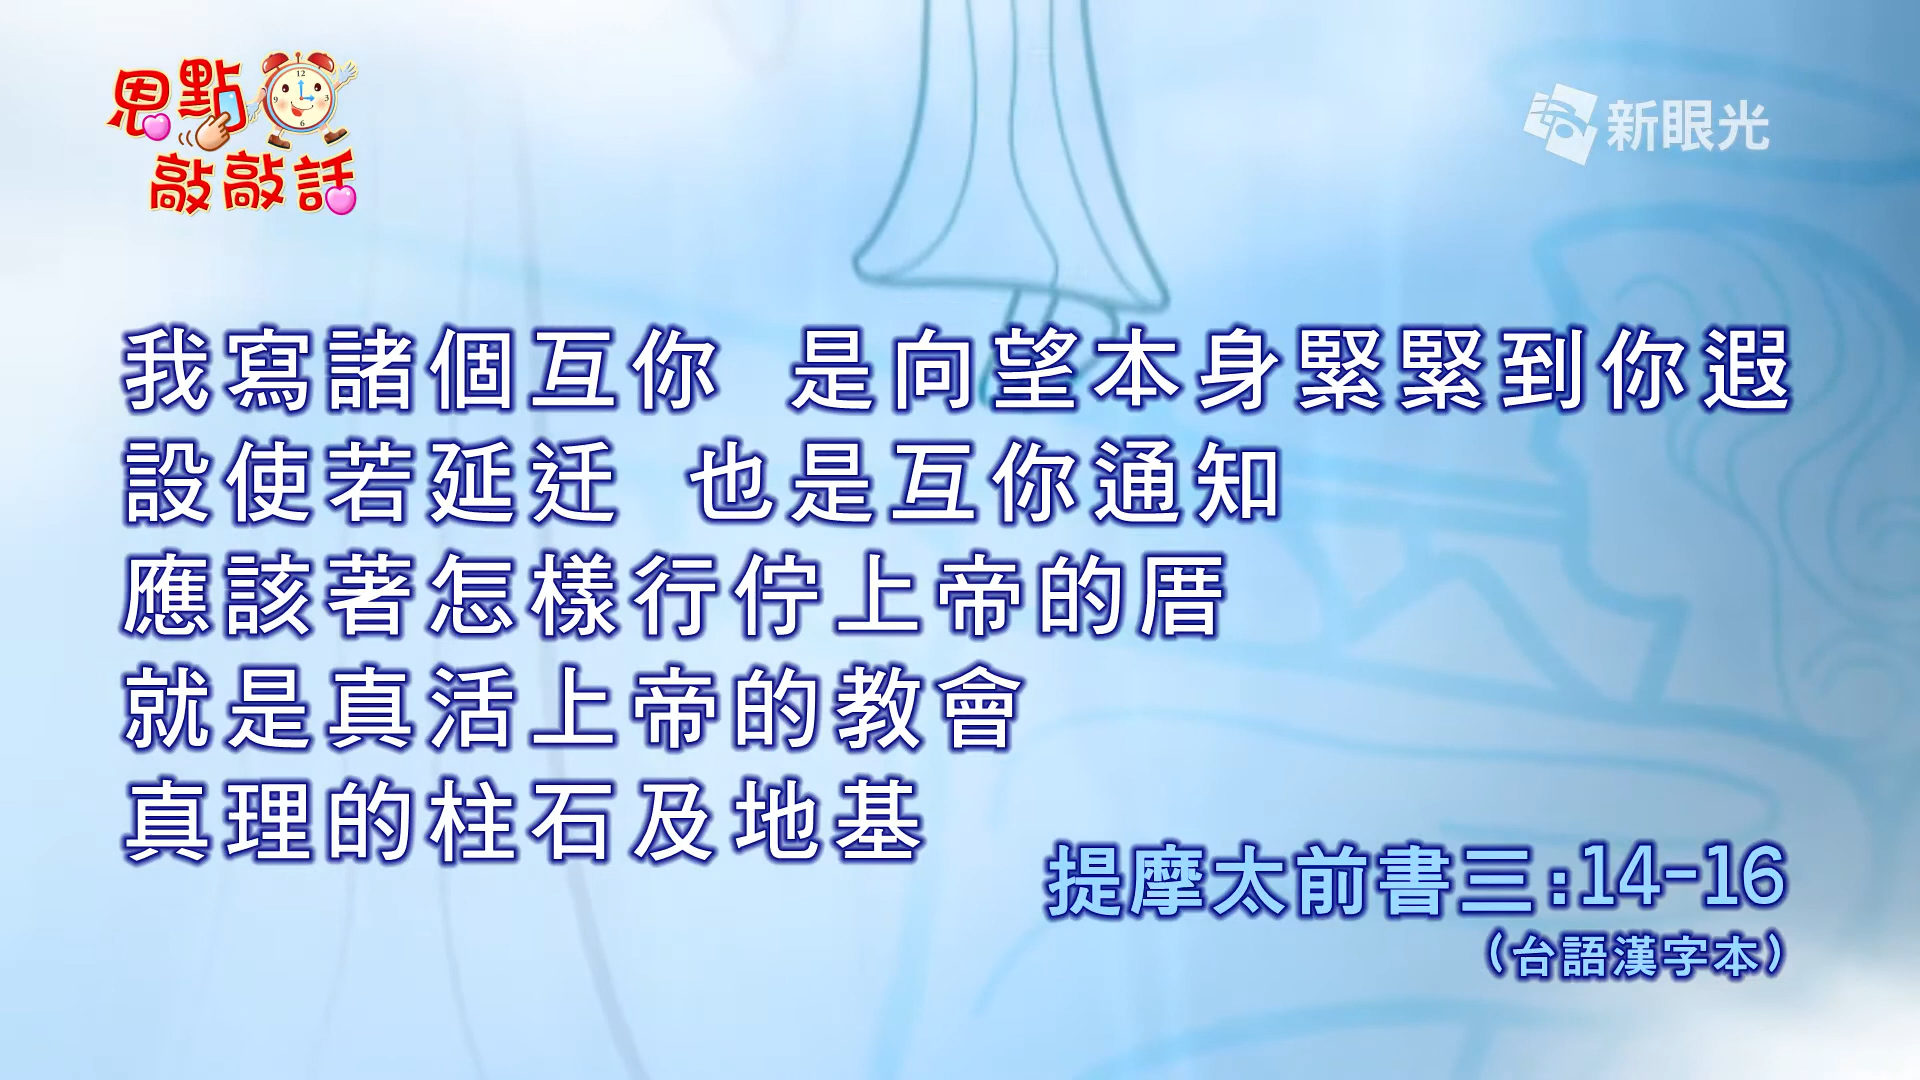 恩點
敲敲話
新眼光
我寫諸個互你 是向望本身緊緊到你遐
設使若延迁 也是互你通知
應該著怎樣行佇上帝的厝
就是真活上帝的教會
真理的柱石及地基
提摩太前書三:14-16
(台語漢字本)